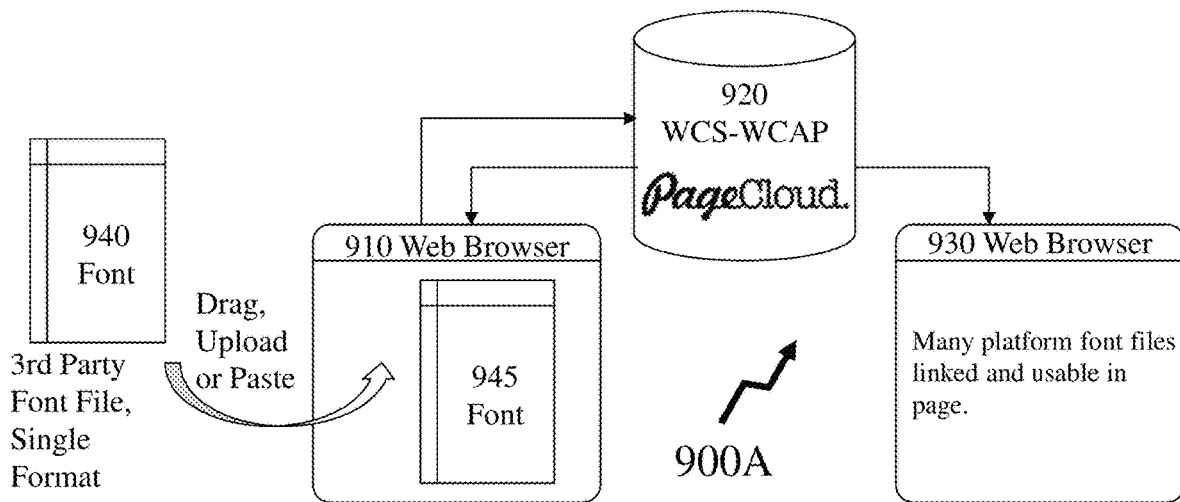 920
WCS-WCAP
PageCloud.
940
Font
3rd Party
Font File,
Single
Format
Drag,
Upload
or Paste
910 Web Browser
945
Font
900A
930 Web Browser
Many platform font files
linked and usable in
page.